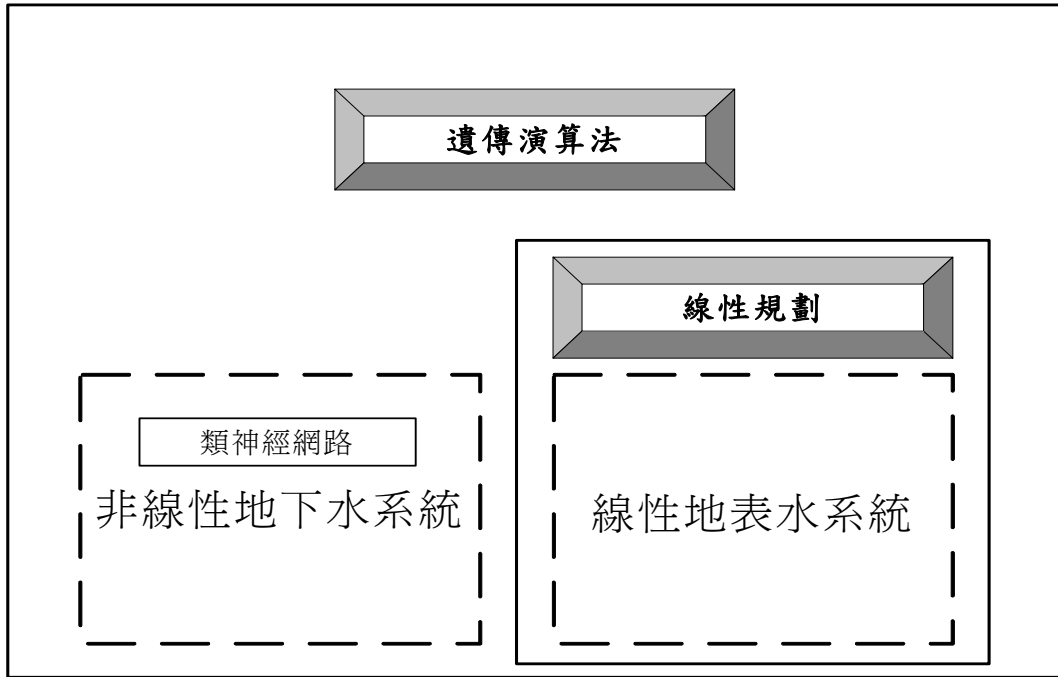 遺傳演算法
線性規劃
類神經網路
非線性地下水系統
線性地表水系統